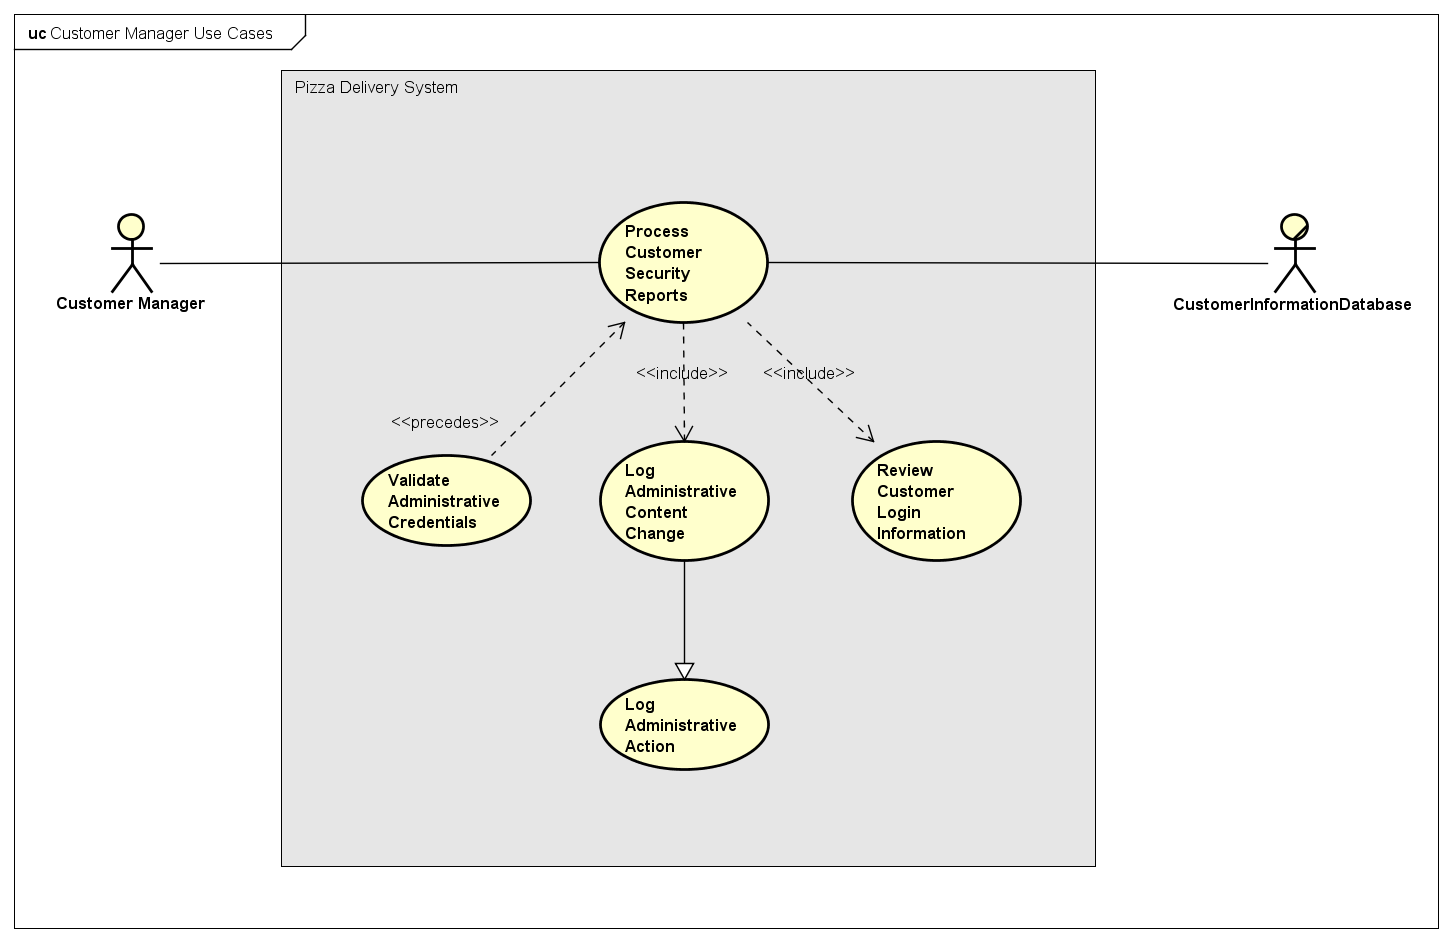 uc Customer Manager Use Cases
Pizza Delivery System
Process
Customer
Security
Reports
Customer Manager
CustomerInformationDatabase
<<include>>
<<include>>
<<precedes>>
Validate
Administrative
Credentials
Log
Administrative
Content
Change
Review
Customer
Login
Information
Log
Administrative
Action